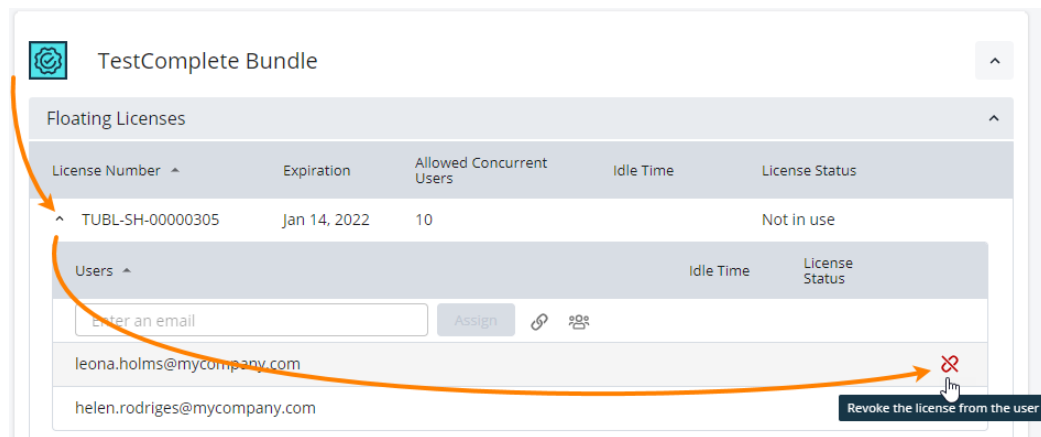 TestComplete Bundle
Floating Licenses
License Number Expiration Allowed Concurrent Users Idle Time License Status
TUBL-SH-00000305 Jan 14, 2022 10 Not in use
Users Idle Time License Status
Enter an email Assign
leona.holms@mycompany.com
helen.rodriges@mycompany.com
Revoke the license from the user